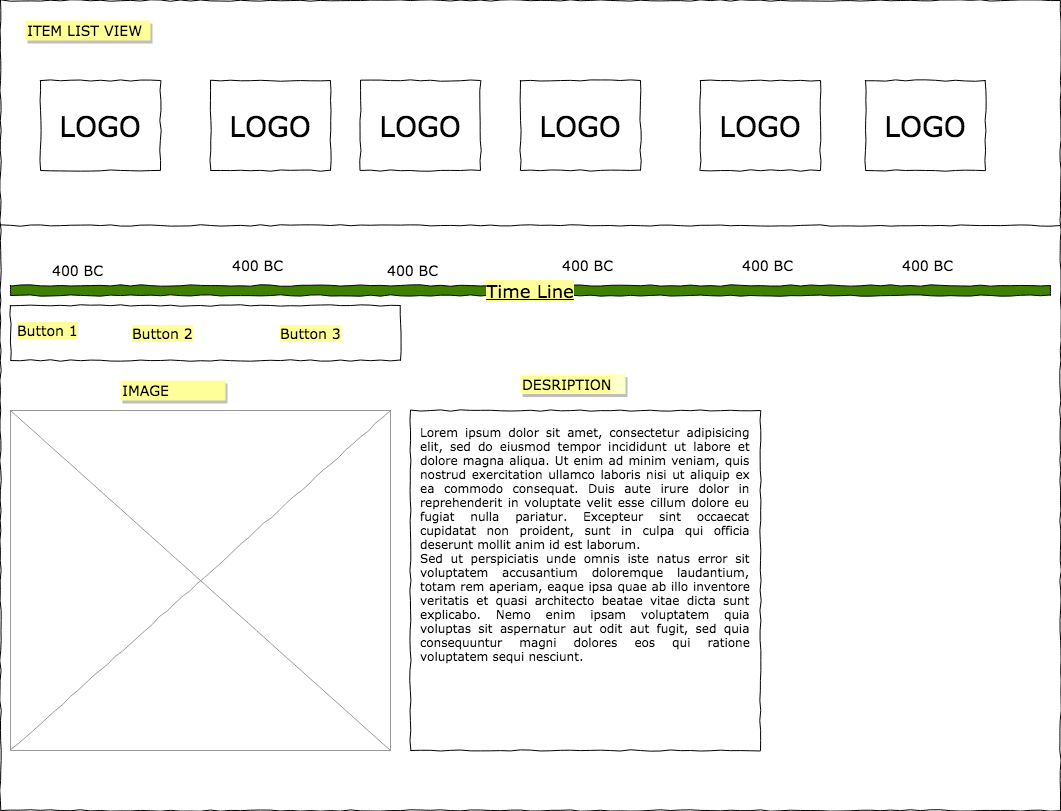 ITEM LIST VIEW
LOGO LOGO LOGO LOGO LOGO LOGO
400 BC 400 BC 400 BC 400 BC 400 BC 400 BC
Time Line
Button 1 Button 2 Button 3
IMAGE
DESRIPTION
Lorem ipsum dolor sit amet, consectetur adipisicing
elit, sed do eiusmod tempor incididunt ut labore et
dolore magna aliqua. Ut enim ad minim veniam, quis
nostrud exercitation ullamco laboris nisi ut aliquip ex
ea commodo consequat. Duis aute irure dolor in
reprehenderit in voluptate velit esse cillum dolore eu
fugiat nulla pariatur. Excepteur sint occaecat
cupidatat non proident, sunt in culpa qui officia
deserunt mollit anim id est laborum.
Sed ut perspiciatis unde omnis iste natus error sit
voluptatem accusantium doloremque laudantium,
totam rem aperiam, eaque ipsa quae ab illo inventore
veritatis et quasi architecto beatae vitae dicta sunt
explicabo. Nemo enim ipsam voluptatem quia
voluptas sit aspernatur aut odit aut fugit, sed quia
consequuntur magni dolores eos qui ratione
voluptatem sequi nesciunt.